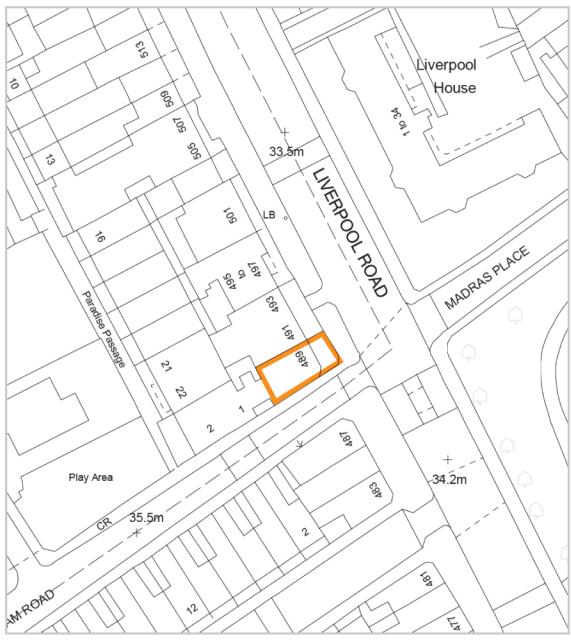 513
10
Liverpool
House
509
1 to 34
507
505
33.5m
13
LIVERPOOL ROAD
501
LB
16
497
to
495
MADRAS PLACE
493
Paradise Passage
491
489
21
22
1
2
487
Play Area
34.2m
483
35.5m
CR
2
481
AM ROAD
12
477